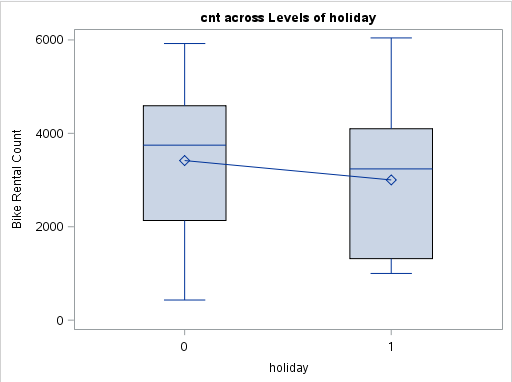 cnt across Levels of holiday
6000
4000
2000
0
Bike Rental Count
0 1
holiday